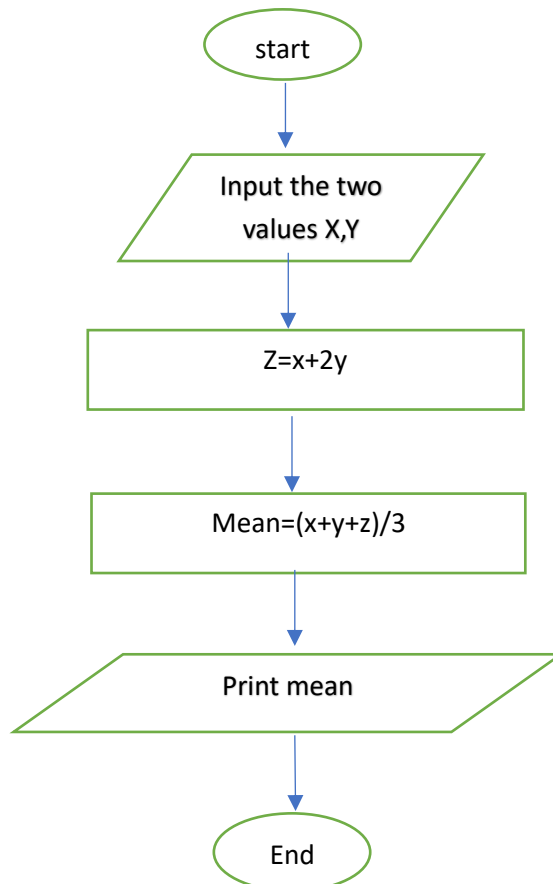 start
Input the two
values X,Y
Z=x+2y
Mean=(x+y+z)/3
Print mean
End